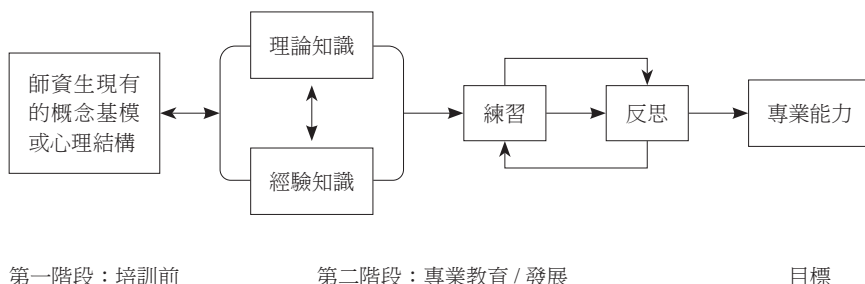 師資生現有
的概念基模
或心理結構
理論知識
經驗知識
練習
反思
專業能力
第一階段：培訓前
第二階段：專業教育 / 發展
目標